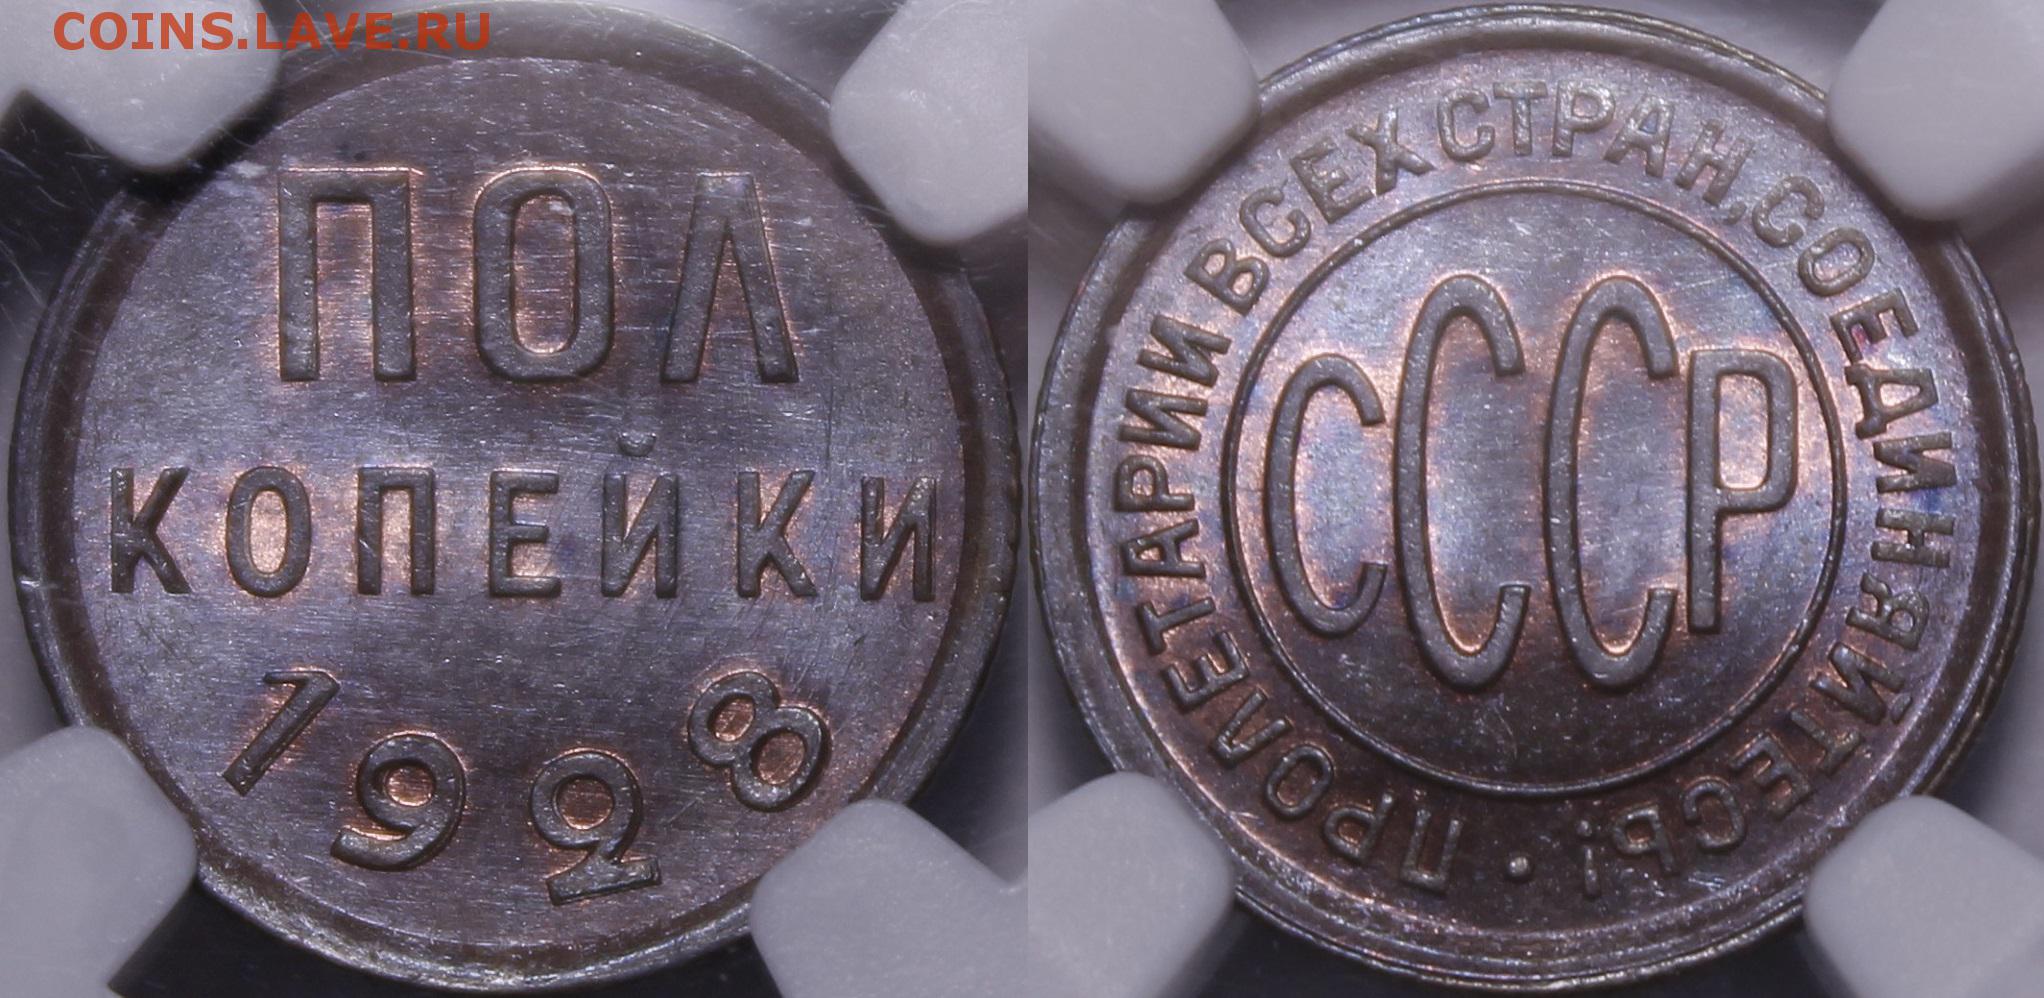 COINS.LAVE.RU
ПОЛ
КОПЕЙКИ
1928
ПРОЛЕТАРИИ ВСЕХ СТРАН, СОЕДИНЯЙТЕСЬ! •
СССР